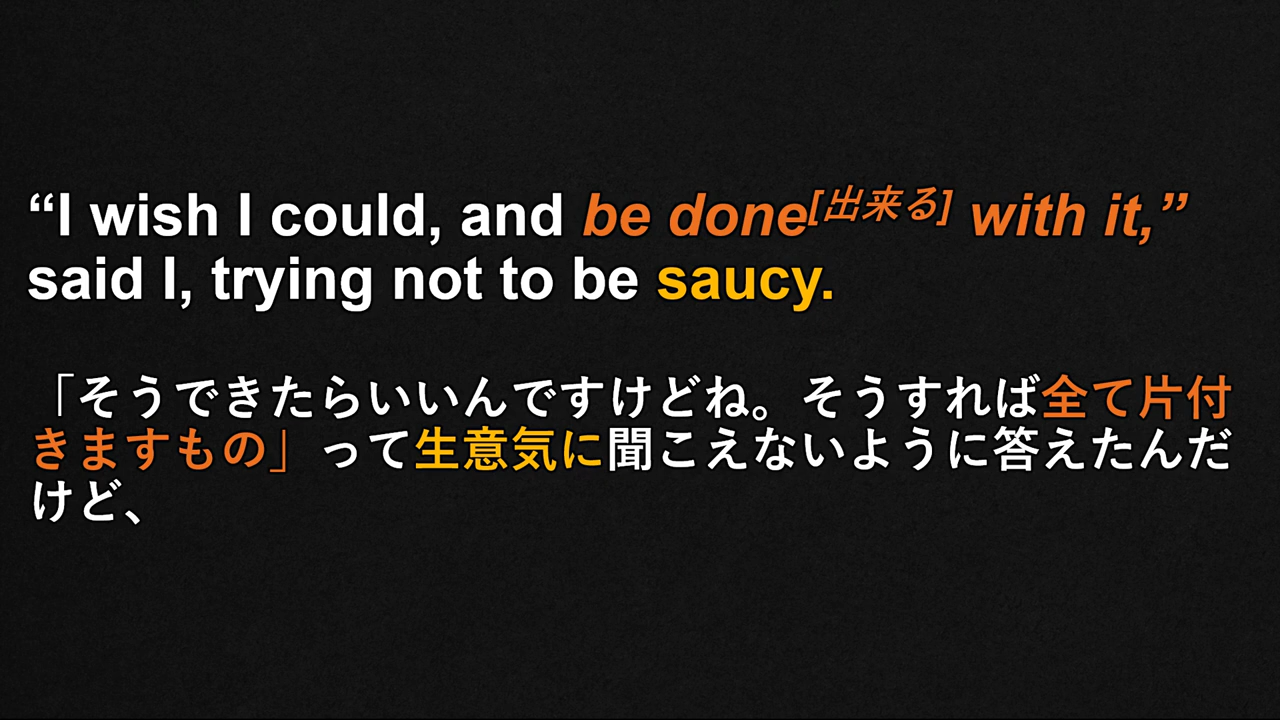 “I wish I could, and be done[出来る] with it,”
said I, trying not to be saucy.
「そうできたらいいんですけどね。そうすれば全て片付
きますもの」って生意気に聞こえないように答えたんだ
けど、